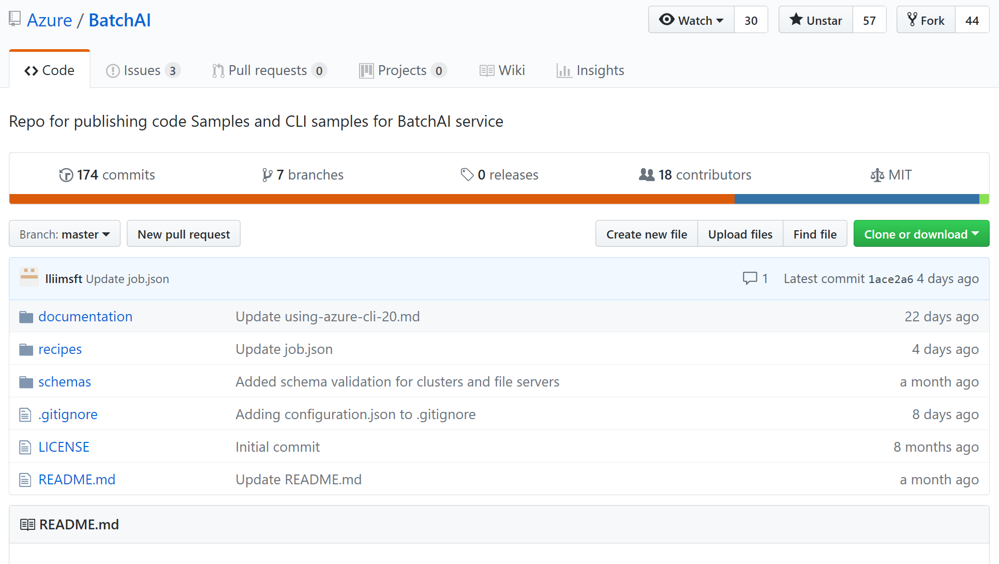 Azure / BatchAI
Watch 30
Unstar 57
Fork 44
Code
Issues 3
Pull requests 0
Projects 0
Wiki
Insights
Repo for publishing code Samples and CLI samples for BatchAI service
174 commits
7 branches
0 releases
18 contributors
MIT
Branch: master
New pull request
Create new file
Upload files
Find file
Clone or download
lliimsft Update job.json
1
Latest commit 1ace2a6 4 days ago
documentation Update using-azure-cli-20.md 22 days ago
recipes Update job.json 4 days ago
schemas Added schema validation for clusters and file servers a month ago
.gitignore Adding configuration.json to .gitignore 8 days ago
LICENSE Initial commit 8 months ago
README.md Update README.md a month ago
README.md